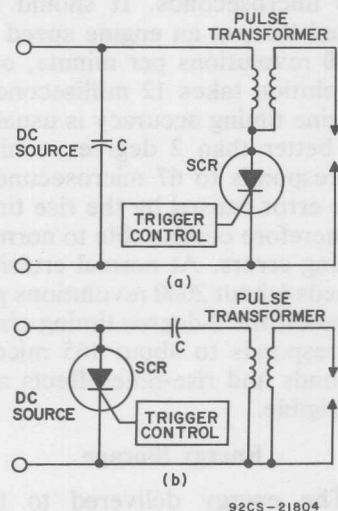 PULSE
TRANSFORMER
DC
SOURCE
C
SCR
TRIGGER
CONTROL
(a)
PULSE
TRANSFORMER
C
SCR
DC
SOURCE
TRIGGER
CONTROL
(b)
92CS-21804